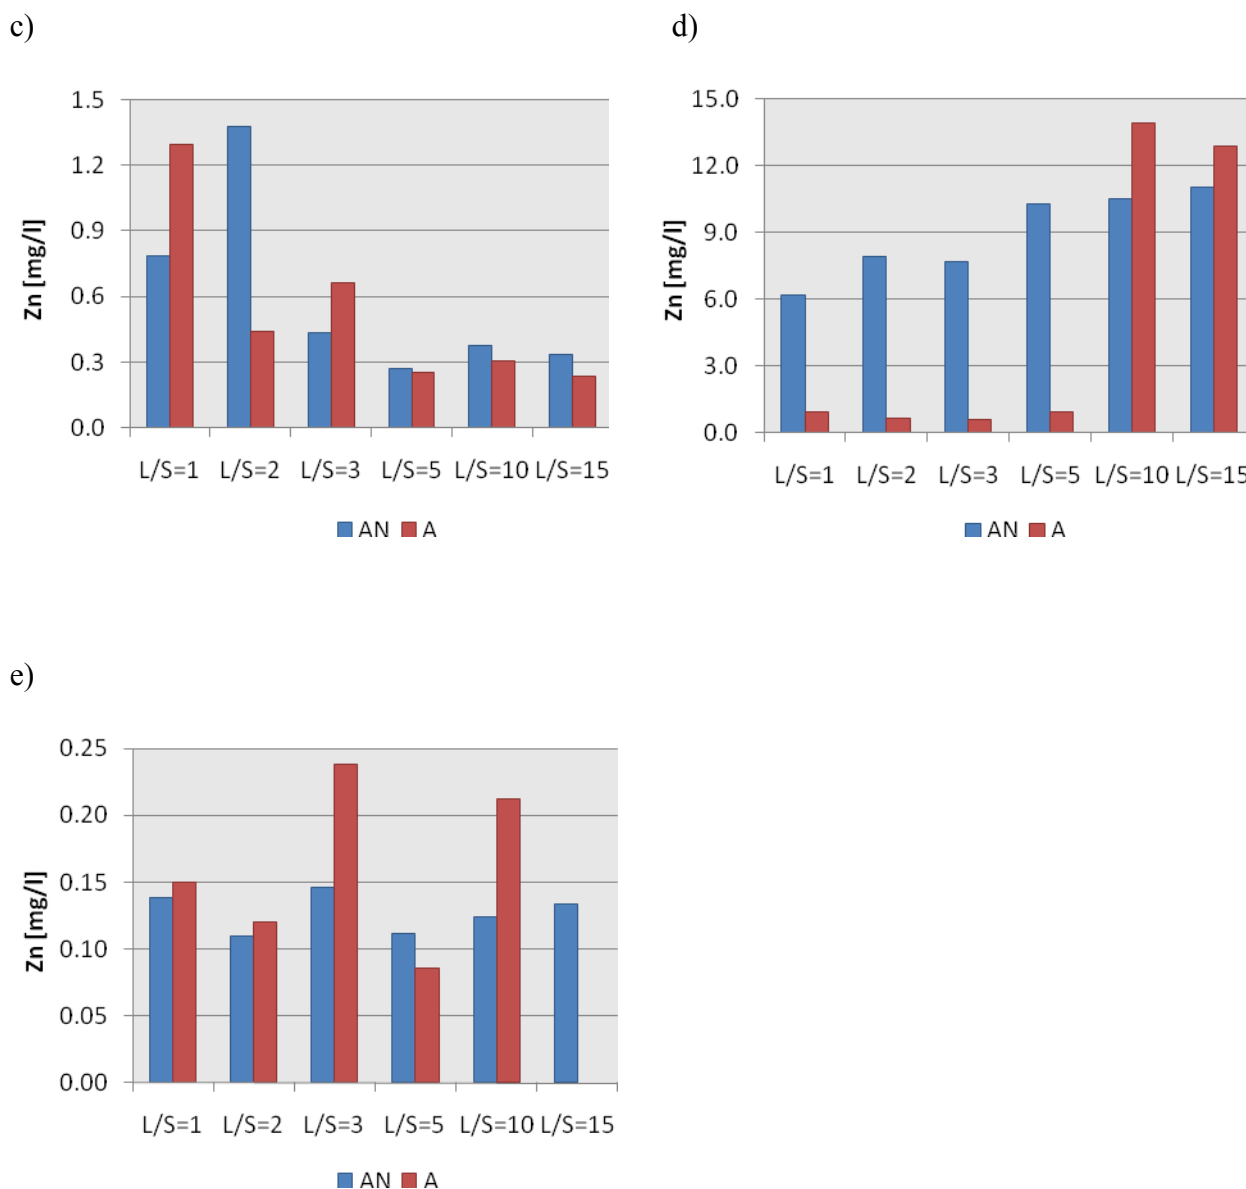 c)
1.5
1.2
0.9
0.6
0.3
0.0
Zn [mg/l]
L/S=1 L/S=2 L/S=3 L/S=5 L/S=10 L/S=15
AN A
d)
15.0
12.0
9.0
6.0
3.0
0.0
Zn [mg/l]
L/S=1 L/S=2 L/S=3 L/S=5 L/S=10 L/S=15
AN A
e)
0.25
0.20
0.15
0.10
0.05
0.00
Zn [mg/l]
L/S=1 L/S=2 L/S=3 L/S=5 L/S=10 L/S=15
AN A